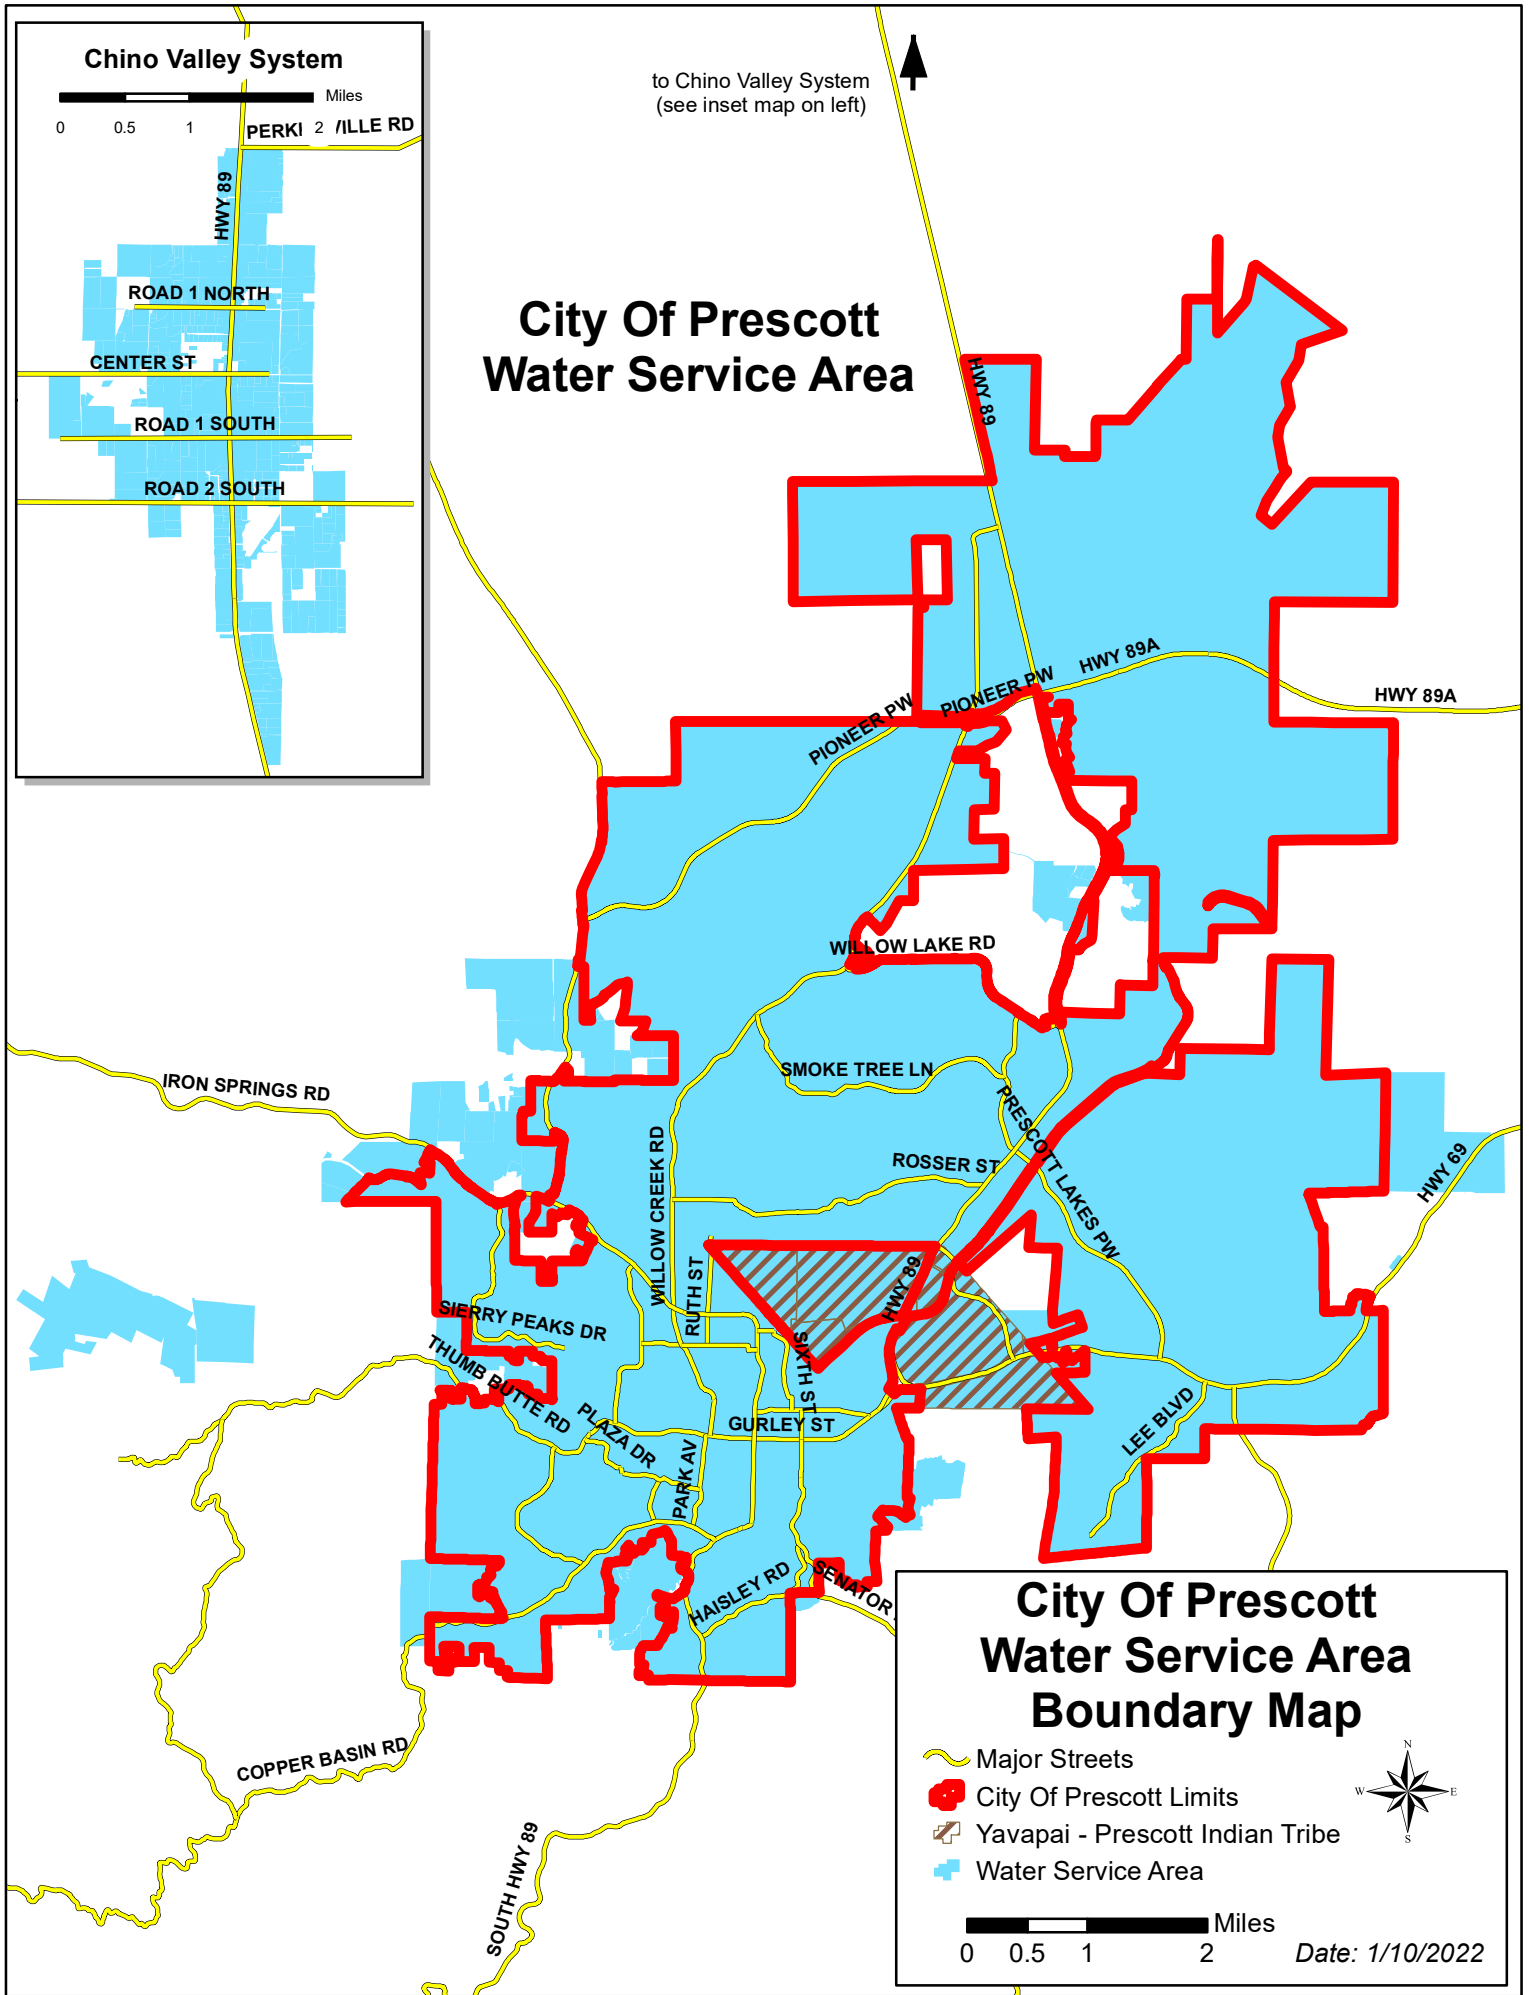 Chino Valley System
Miles
0 0.5 1 2
PERKI VILLE RD
HWY 89
ROAD 1 NORTH
CENTER ST
ROAD 1 SOUTH
ROAD 2 SOUTH
to Chino Valley System
(see inset map on left)
City Of Prescott
Water Service Area
HWY 89
HWY 89A
HWY 89A
PIONEER PW
PIONEER PW
WILLOW LAKE RD
SMOKE TREE LN
IRON SPRINGS RD
PRESCOTT LAKES PW
WILLOW CREEK RD
ROSSER ST
HWY 69
RUTH ST
HWY 89
SIERRY PEAKS DR
SIXTH ST
THUMB BUTTE RD
PLAZA DR
GURLEY ST
LEE BLVD
PARK AV
HAISLEY RD
SENATOR
COPPER BASIN RD
SOUTH HWY 89
City Of Prescott
Water Service Area
Boundary Map
Major Streets
City Of Prescott Limits
Yavapai - Prescott Indian Tribe
Water Service Area
N
W E
S
Miles
0 0.5 1 2
Date: 1/10/2022